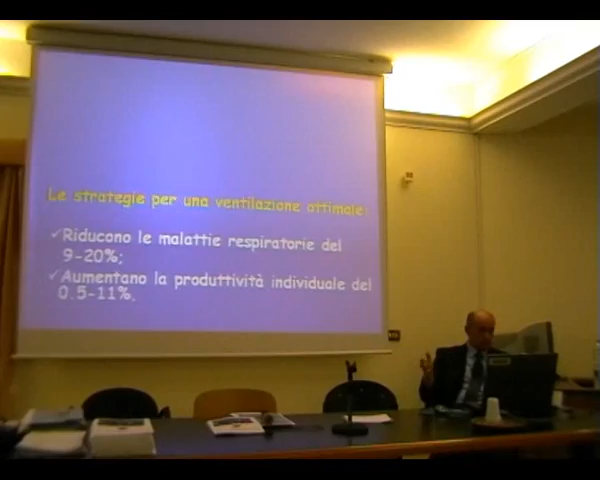 Le strategie per una ventilazione ottimale:
✓Riducono le malattie respiratorie del
9-20%;
✓Aumentano la produttività individuale del
0.5-11%.